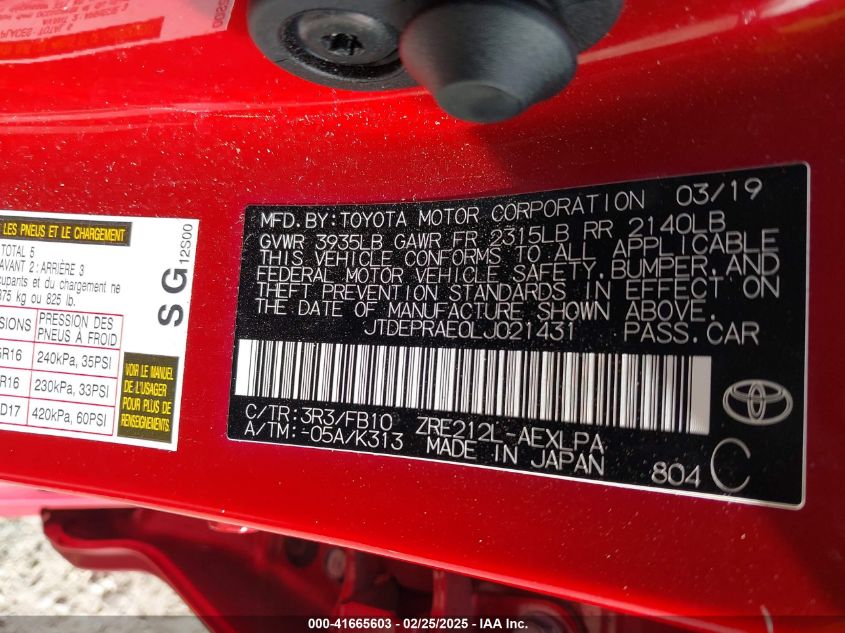 LES PNEUS ET LE CHARGEMENT
TOTAL 5
AVANT 2: ARRIÈRE 3
cupants et du chargement ne
375 kg ou 825 lb.
SIONS PRESSION DES PNEUS À FROID
R16 240kPa, 35PSI
R16 230kPa, 33PSI
D17 420kPa, 60PSI
VOIR LE MANUEL
DE L'USAGER
POUR PLUS DE
RENSEIGNEMENTS.
SG 12S00
MFD. BY: TOYOTA MOTOR CORPORATION 03/19
GVWR 3935LB GAWR FR 2315LB RR 2140LB
THIS VEHICLE CONFORMS TO ALL APPLICABLE
FEDERAL MOTOR VEHICLE SAFETY, BUMPER, AND
THEFT PREVENTION STANDARDS IN EFFECT ON
THE DATE OF MANUFACTURE SHOWN ABOVE.
JTDEPRAE0LJ021431 PASS. CAR
C/TR: 3R3/FB10 ZRE212L-AEXLPA
A/TM: -05A/K313 MADE IN JAPAN 804 C
000-41665603 - 02/25/2025 - IAA Inc.